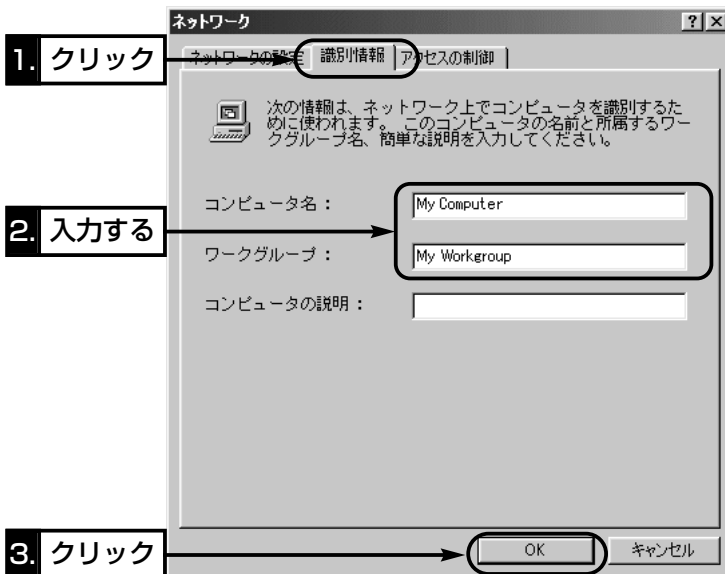 ネットワーク
? ×
1. クリック
ネットワークの設定 識別情報 アクセスの制御
次の情報は、ネットワーク上でコンピュータを識別するた
めに使われます。 このコンピュータの名前と所属するワー
クグループ名、簡単な説明を入力してください。
2. 入力する
コンピュータ名： My Computer
ワークグループ： My Workgroup
コンピュータの説明：
3. クリック
OK キャンセル